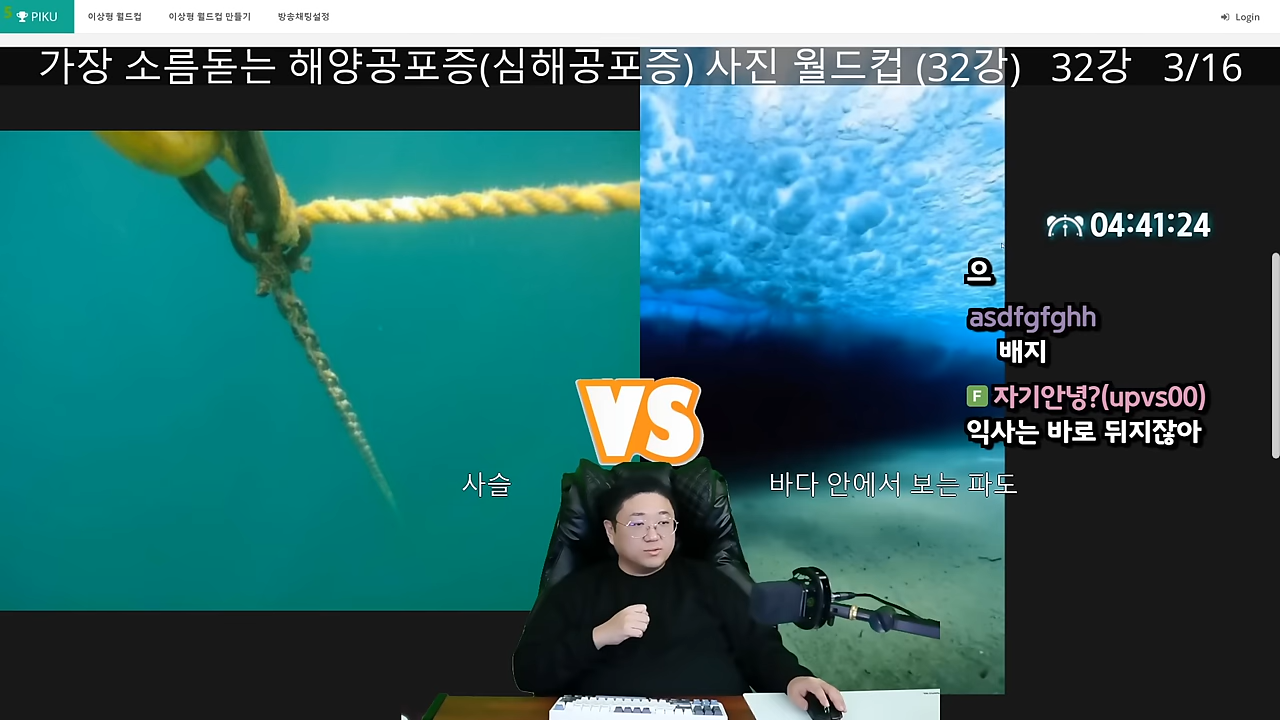 5
PIKU
이상형 월드컵
이상형 월드컵 만들기
방송채팅설정
Login
가장 소름돋는 해양공포증(심해공포증) 사진 월드컵 (32강) 32강 3/16
04:41:24
으
asdfgfghh
배지
F 자기안녕?(upvs00)
익사는 바로 뒤지잖아
VS
사슬
바다 안에서 보는 파도